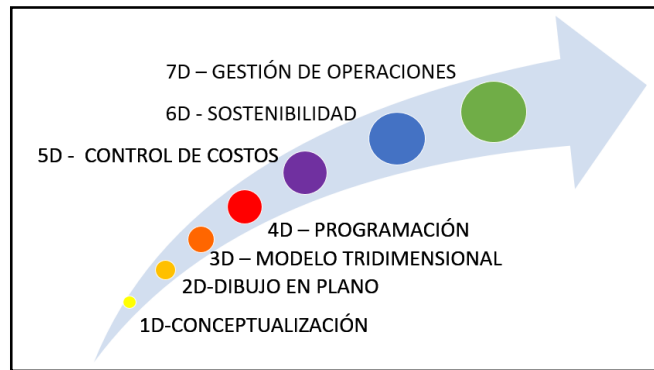 7D – GESTIÓN DE OPERACIONES
6D - SOSTENIBILIDAD
5D - CONTROL DE COSTOS
4D – PROGRAMACIÓN
3D – MODELO TRIDIMENSIONAL
2D-DIBUJO EN PLANO
1D-CONCEPTUALIZACIÓN